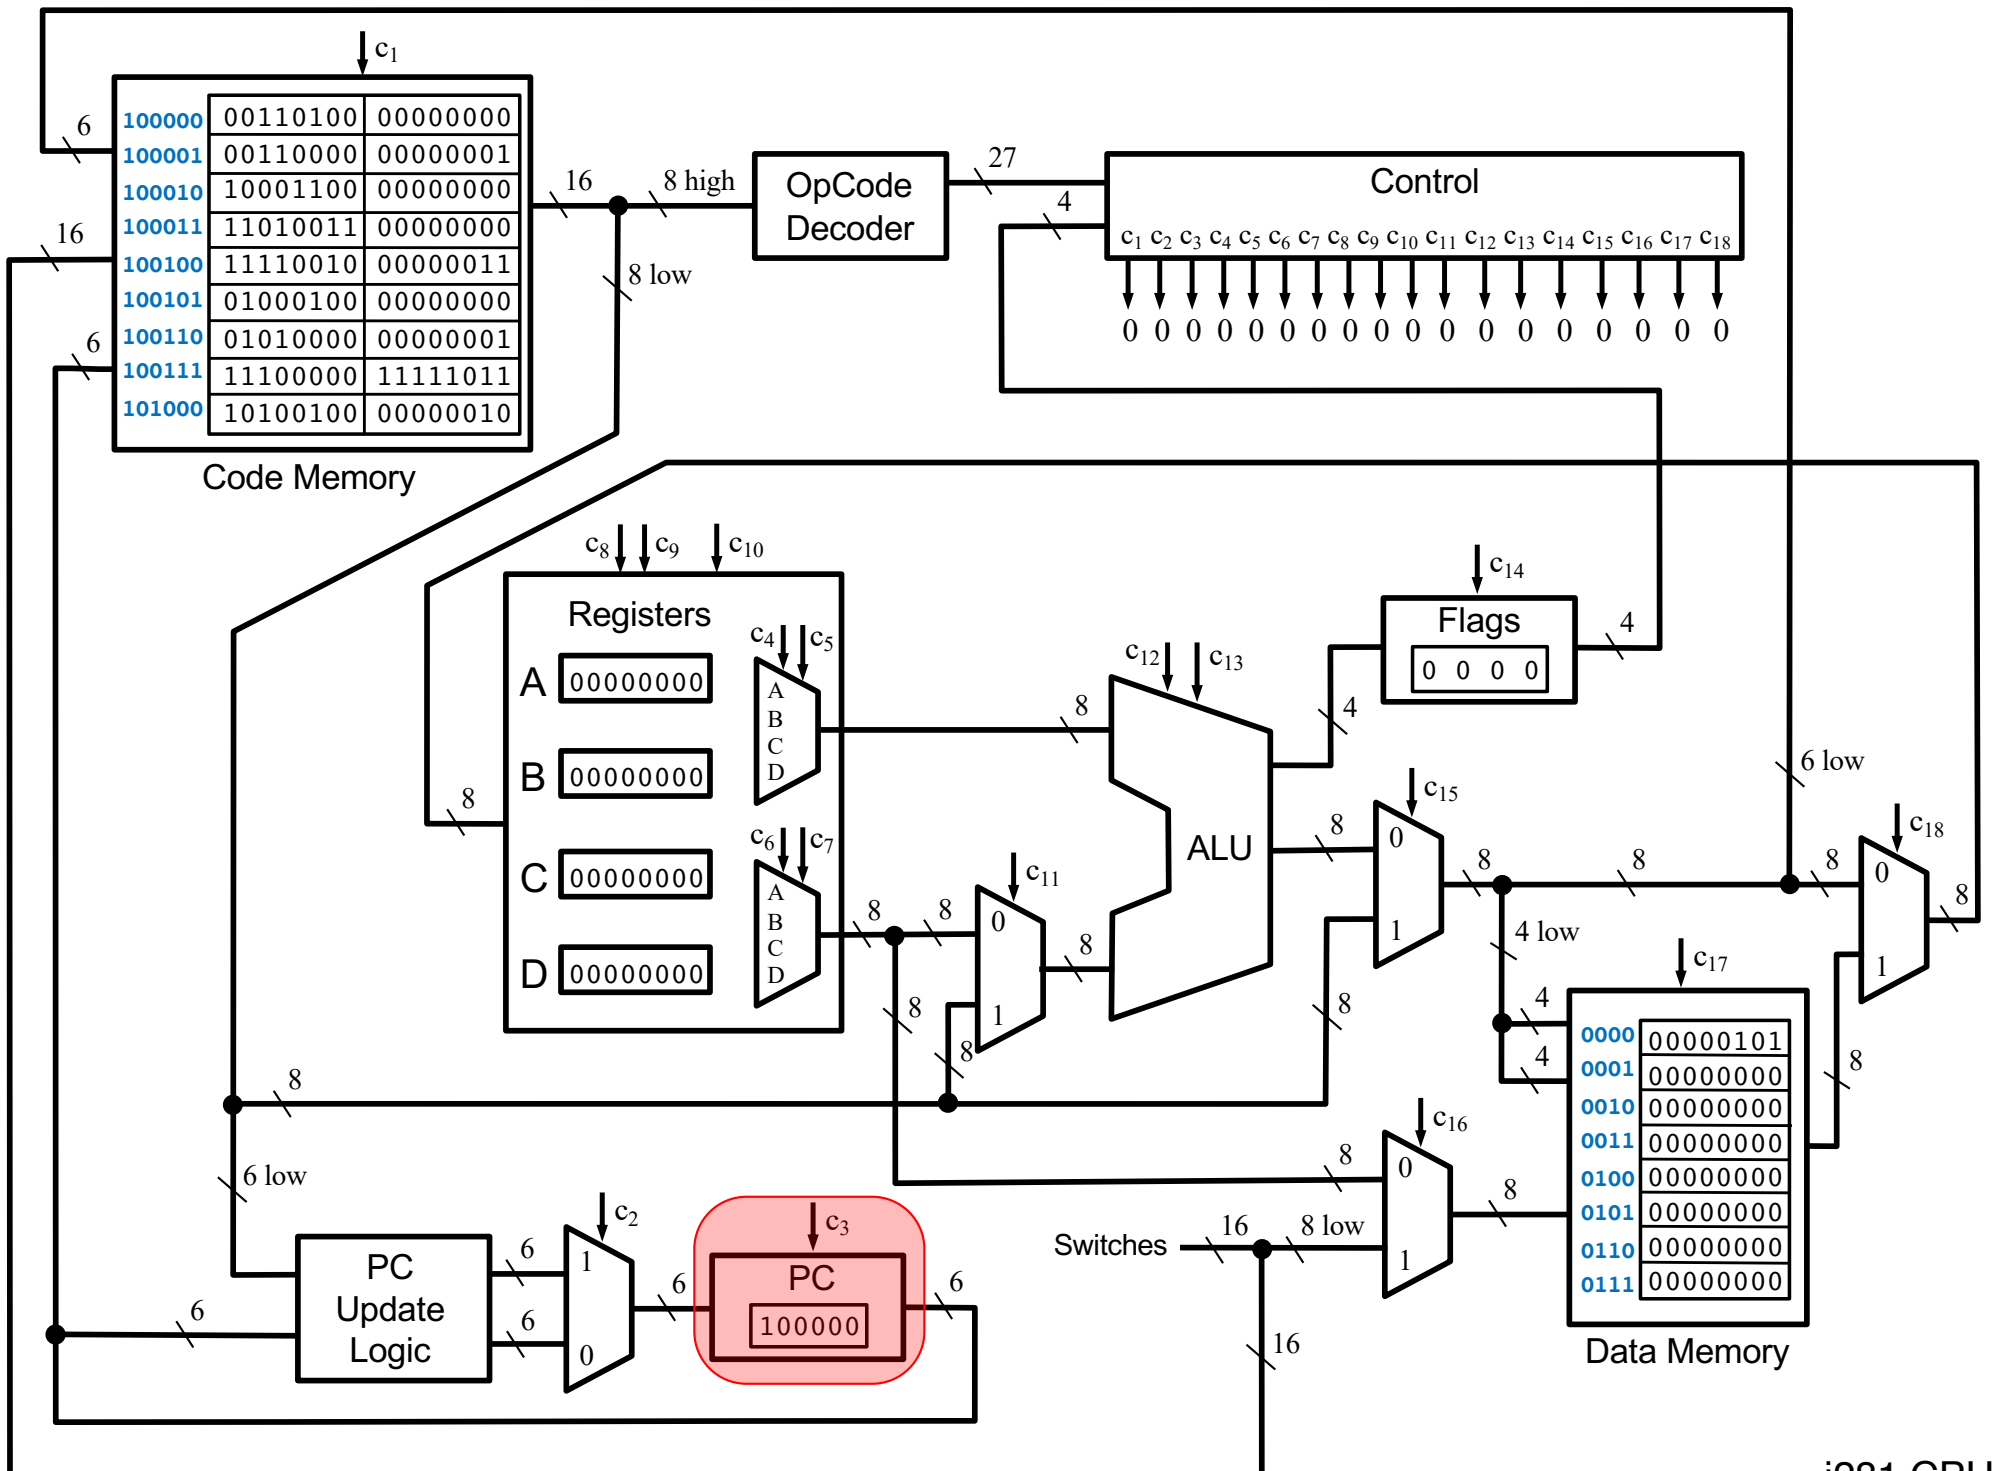 c1
100000 00110100 00000000
100001 00110000 00000001
100010 10001100 00000000
100011 11010011 00000000
100100 11110010 00000011
100101 01000100 00000000
100110 01010000 00000001
100111 11100000 11111011
101000 10100100 00000010
Code Memory
6
16
6
16
8 high
8 low
OpCode
Decoder
27
4
Control
c1 c2 c3 c4 c5 c6 c7 c8 c9 c10 c11 c12 c13 c14 c15 c16 c17 c18
0 0 0 0 0 0 0 0 0 0 0 0 0 0 0 0 0 0
c8 c9 c10
Registers
A 00000000
B 00000000
C 00000000
D 00000000
c4 c5
A
B
C
D
c6 c7
A
B
C
D
8
8
8
8
8
c11
0
1
8
8
c12 c13
ALU
4
8
c14
Flags
0 0 0 0
4
c15
0
1
8
8
8
8
6 low
4 low
4
4
c18
0
1
8
8
c17
0000 00000101
0001 00000000
0010 00000000
0011 00000000
0100 00000000
0101 00000000
0110 00000000
0111 00000000
Data Memory
8
6 low
PC
Update
Logic
6
6
6
c2
1
0
6
c3
PC
100000
6
Switches
16
8 low
16
8
c16
0
1
8